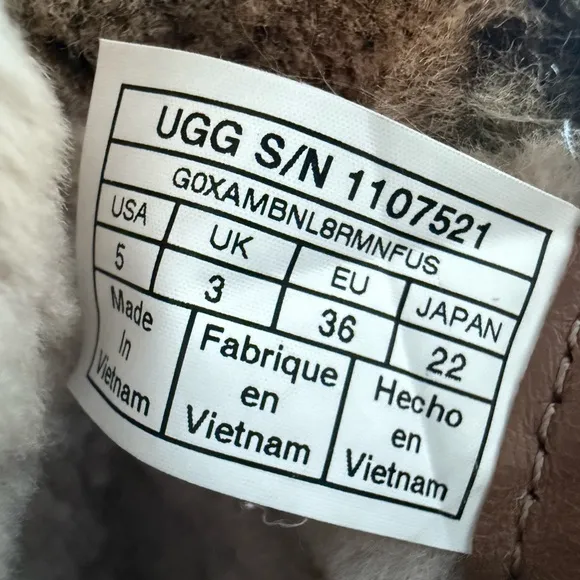 UGG S/N 1107521
G0XAMBNL8RMNFUS
USA UK EU JAPAN
5 3 36 22
Made
In
Vietnam
Fabrique
en
Vietnam
Hecho
en
Vietnam